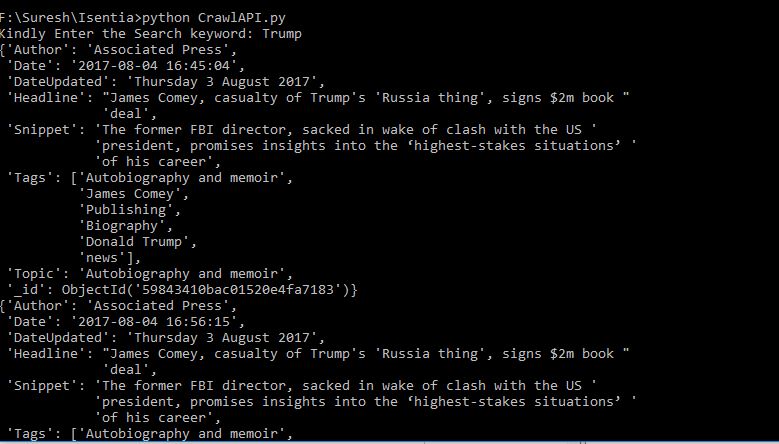 F:\Suresh\Isentia>python CrawlAPI.py
Kindly Enter the Search keyword: Trump
{'Author': 'Associated Press',
 'Date': '2017-08-04 16:45:04',
 'DateUpdated': 'Thursday 3 August 2017',
 'Headline': "James Comey, casualty of Trump's 'Russia thing', signs $2m book "
             'deal',
 'Snippet': 'The former FBI director, sacked in wake of clash with the US '
            'president, promises insights into the ‘highest-stakes situations’ '
            'of his career',
 'Tags': ['Autobiography and memoir',
          'James Comey',
          'Publishing',
          'Biography',
          'Donald Trump',
          'news'],
 'Topic': 'Autobiography and memoir',
 '_id': ObjectId('59843410bac01520e4fa7183')}
{'Author': 'Associated Press',
 'Date': '2017-08-04 16:56:15',
 'DateUpdated': 'Thursday 3 August 2017',
 'Headline': "James Comey, casualty of Trump's 'Russia thing', signs $2m book "
             'deal',
 'Snippet': 'The former FBI director, sacked in wake of clash with the US '
            'president, promises insights into the ‘highest-stakes situations’ '
            'of his career',
 'Tags': ['Autobiography and memoir',